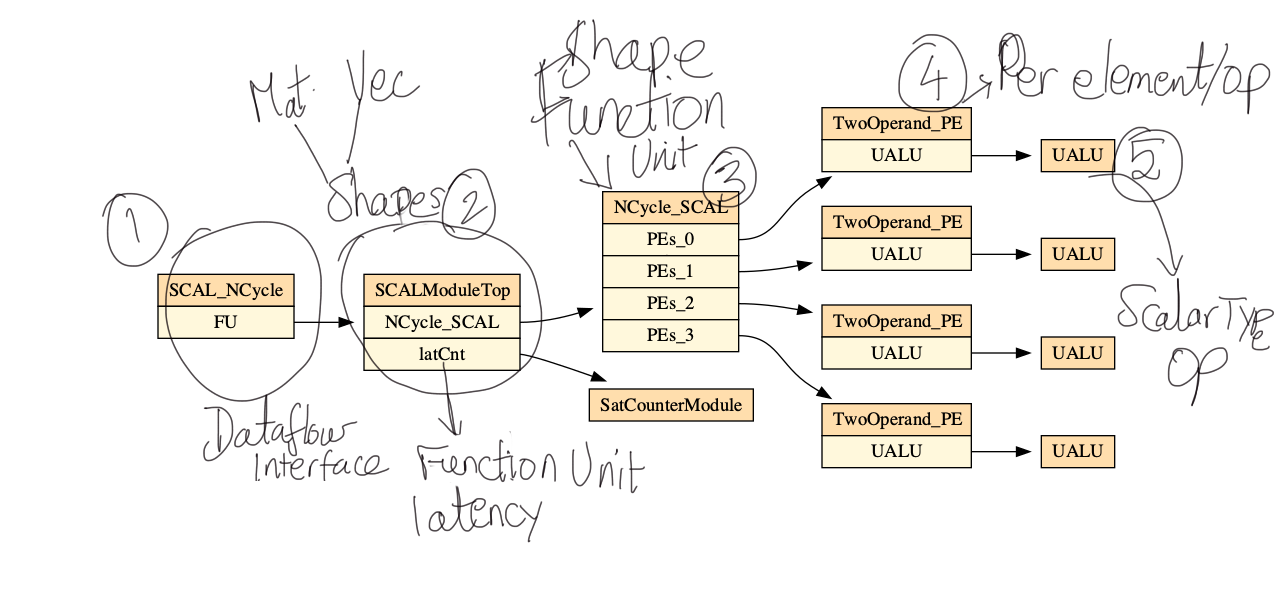 Mat. Vec
Shapes
1
2
SCAL_NCycle
FU
Dataflow
Interface
SCALModuleTop
NCycle_SCAL
latCnt
Function Unit
latency
Shape
Function
Unit
3
NCycle_SCAL
PEs_0
PEs_1
PEs_2
PEs_3
SatCounterModule
4
Per element/op
TwoOperand_PE
UALU
UALU
5
TwoOperand_PE
UALU
UALU
TwoOperand_PE
UALU
UALU
TwoOperand_PE
UALU
UALU
Scalar TYPE
OP